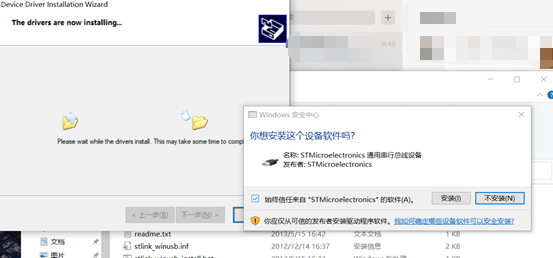 Device Driver Installation Wizard
The drivers are now installing...
Please wait while the drivers install. This may take some time to compl
< 上一步(B)
下一步(N) >
8:49
Windows 安全中心
你想安装这个设备软件吗?
名称: STMicroelectronics 通用串行总线设备
发布者: STMicroelectronics
始终信任来自 "STMicroelectronics" 的软件(A)。
安装(I)
不安装(N)
你应仅从可信的发布者安装驱动程序软件。我如何确定哪些设备软件可以安全安装?
文档
图片
readme.txt 2013/5/15 16:42 文本文档 1 KB
stlink_winusb.inf 2012/12/14 16:37 安装信息 2 KB